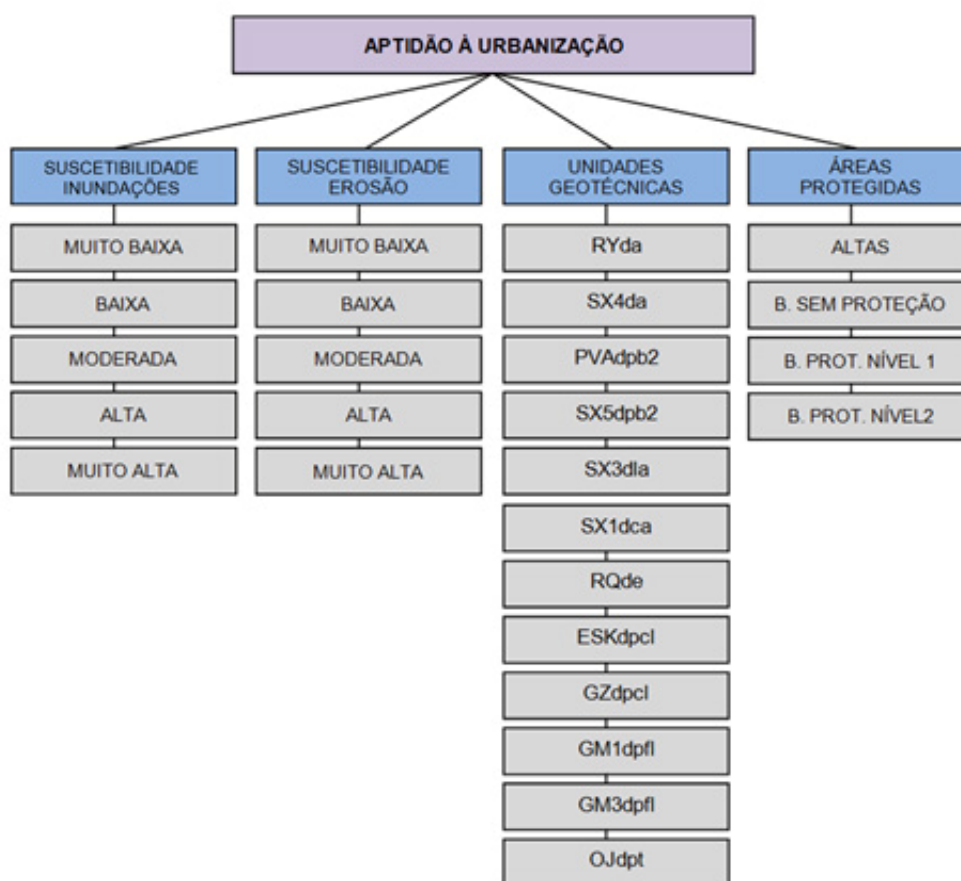 APTIDÃO À URBANIZAÇÃO
SUSCETIBILIDADE
INUNDAÇÕES
MUITO BAIXA
BAIXA
MODERADA
ALTA
MUITO ALTA
SUSCETIBILIDADE
EROSÃO
MUITO BAIXA
BAIXA
MODERADA
ALTA
MUITO ALTA
UNIDADES
GEOTÉCNICAS
RYda
SX4da
PVAdpb2
SX5dpb2
SX3dla
SX1dca
RQde
ESKdpcl
GZdpcl
GM1dpfl
GM3dpfl
OJdpt
ÁREAS
PROTEGIDAS
ALTAS
B. SEM PROTEÇÃO
B. PROT. NÍVEL 1
B. PROT. NÍVEL2